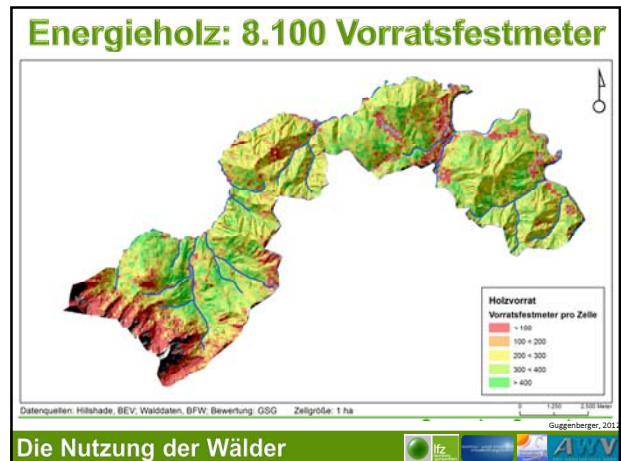 Energieholz: 8.100 Vorratsfestmeter
Holzvorrat
Vorratsfestmeter pro Zelle
< 100
100 < 200
200 < 300
300 < 400
> 400
Datenquellen: Hillshade, BEV; Walddaten, BFW; Bewertung: GSG Zellgröße: 1 ha
0 1.250 2.500 Meter
Guggenberger, 2012
Die Nutzung der Wälder
lfz
AWV